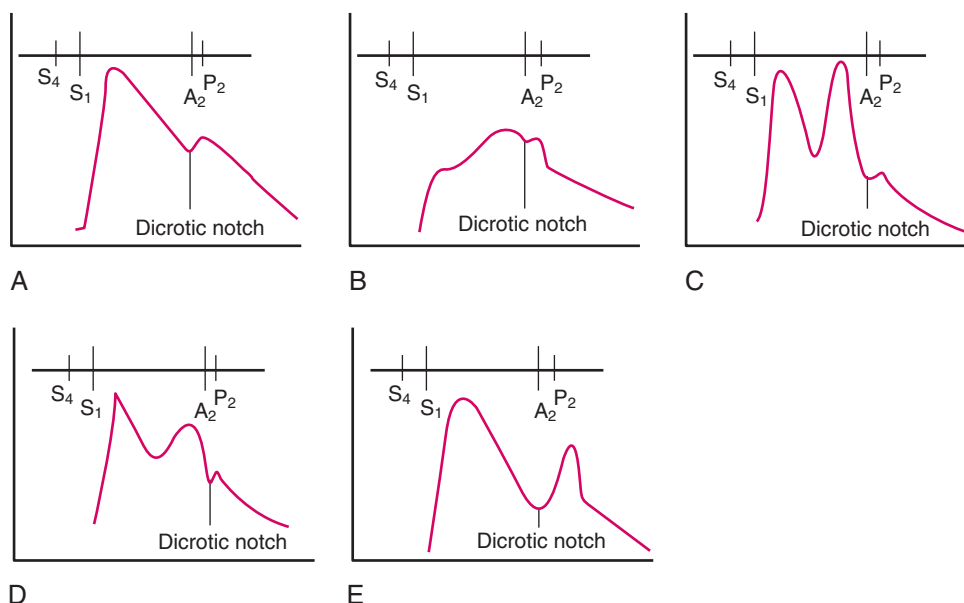 S4 S1 A2 P2
Dicrotic notch
A
S4 S1 A2 P2
Dicrotic notch
B
S4 S1 A2 P2
Dicrotic notch
C
S4 S1 A2 P2
Dicrotic notch
D
S4 S1 A2 P2
Dicrotic notch
E